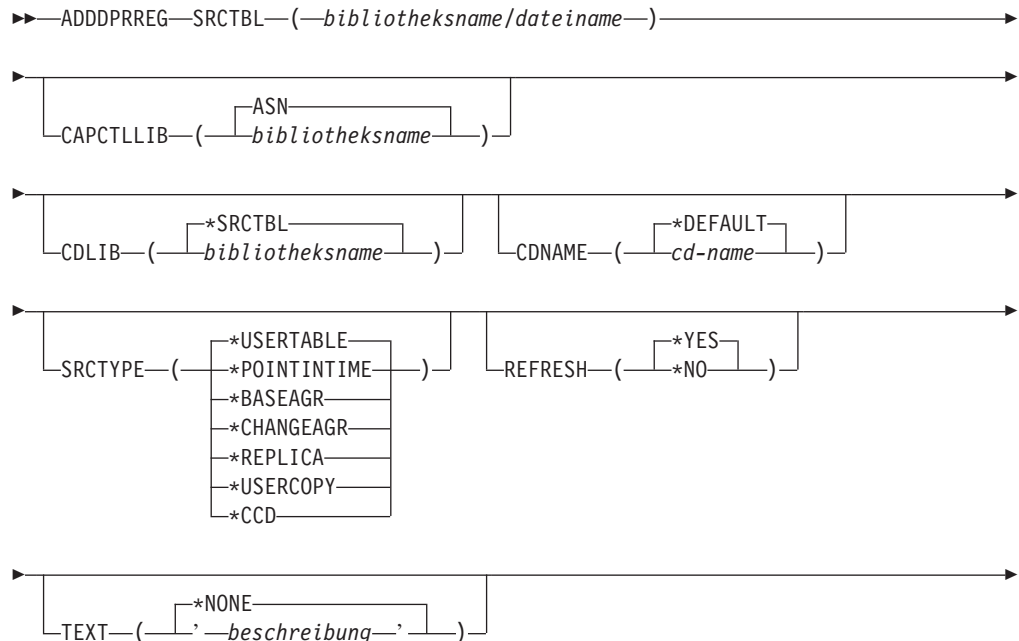 ADDDPRREG SRCTBL ( bibliotheksname/dateiname )
ASN
CAPCTLLIB ( bibliotheksname )
*SRCTBL *DEFAULT
CDLIB ( bibliotheksname ) CDNAME ( cd-name )
*USERTABLE *YES
SRCTYPE ( *POINTINTIME ) REFRESH ( *NO )
*BASEAGR
*CHANGEAGR
*REPLICA
*USERCOPY
*CCD
*NONE
TEXT ( ’ beschreibung ’ )